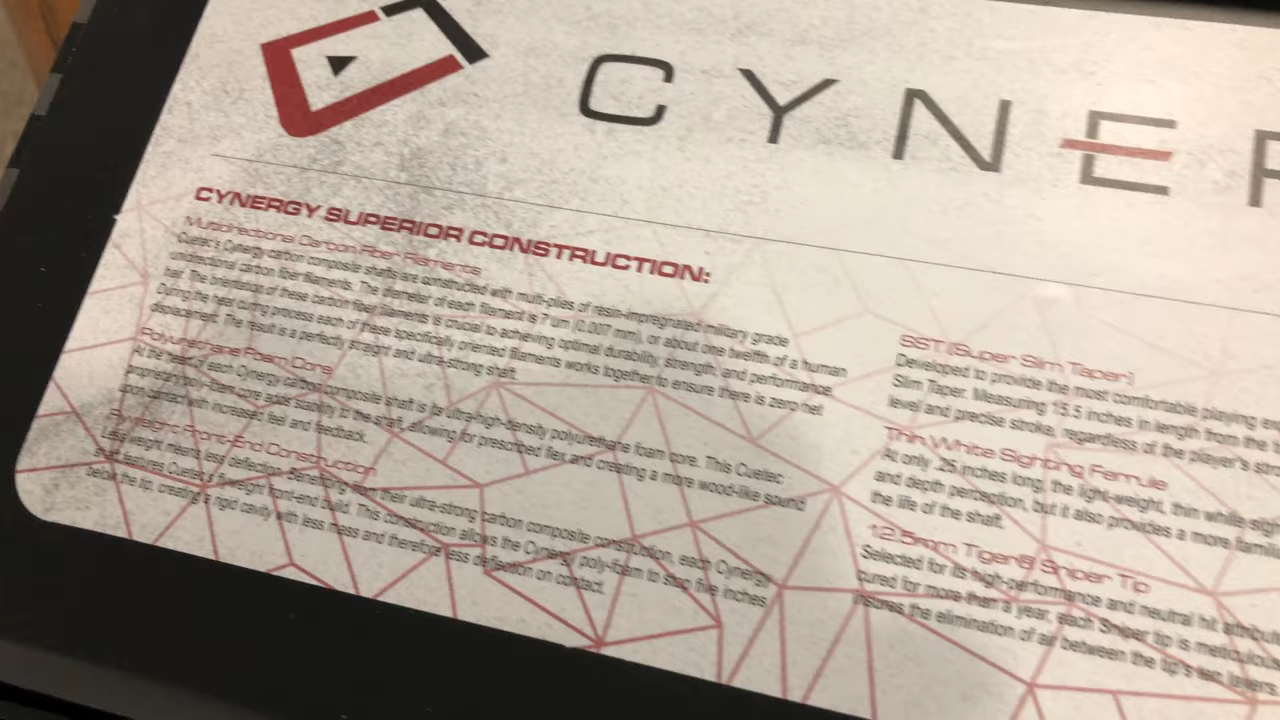 CYNER
CYNERGY SUPERIOR CONSTRUCTION:
Multidirectional Carbon Fiber Filaments
Cuetec's Cynergy carbon composite shafts are constructed with multi-plies of resin-impregnated military grade
unidirectional carbon fiber filaments. The diameter of each filament is 7 um (0.007 mm), or about one twelfth of a human
hair. The orientation of these carbon fiber filaments is crucial to achieving optimal durability, strength, and performance.
During the heat curing process each of these specifically oriented filaments works together to ensure there is zero net
displacement. The result is a perfectly straight and ultra-strong shaft.
Polyurethane Foam Core
At the heart of each Cynergy carbon composite shaft is its ultra-high-density polyurethane foam core. This Cuetec
proprietary poly-foam core adds stability to the shaft, allowing for prescribed flex, and creating a more wood-like sound
upon contact with increased feel and feedback.
Flyweight Front-End Construction
Less weight means less deflection. Benefiting from their ultra-strong carbon composite construction, each Cynergy
shaft features Cuetec's flyweight front-end build. This construction allows the Cynergy poly-foam to stop five inches
below the tip, creating a rigid cavity with less mass and therefore less deflection on contact.
SST (Super Slim Taper)
Developed to provide the most comfortable playing
Slim Taper. Measuring 15.5 inches in length from the
level and precise stroke, regardless of the player's
Thin White Sighting Ferrule
At only .25 inches long, the light-weight, thin white
and depth perception, but it also provides a more
the life of the shaft.
12.5mm Tiger® Sniper Tip
Selected for its high-performance and neutral hit
cured for more than a year, each Sniper tip is
insures the elimination of air between the tip's ten layers